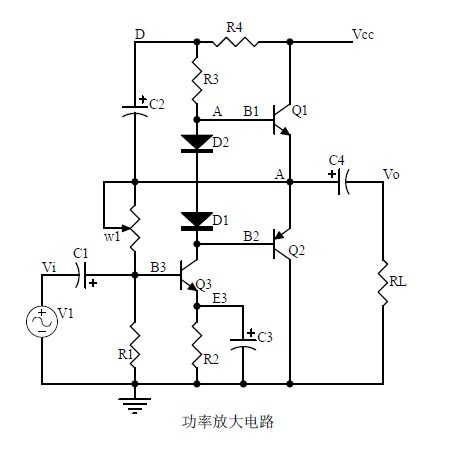 D
R4
Vcc
R3
C2
A
B1
Q1
D2
A
C4
Vo
w1
D1
B2
Q2
Vi
C1
B3
Q3
RL
V1
E3
R1
R2
C3
功率放大电路